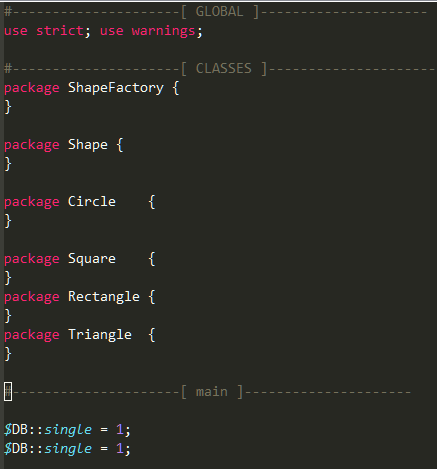 #--------------------[ GLOBAL ]--------------------
use strict; use warnings;
#--------------------[ CLASSES ]--------------------
package ShapeFactory {
}
package Shape {
}
package Circle    {
}
package Square    {
}
package Rectangle {
}
package Triangle  {
}
#--------------------[ main ]--------------------
$DB::single = 1;
$DB::single = 1;